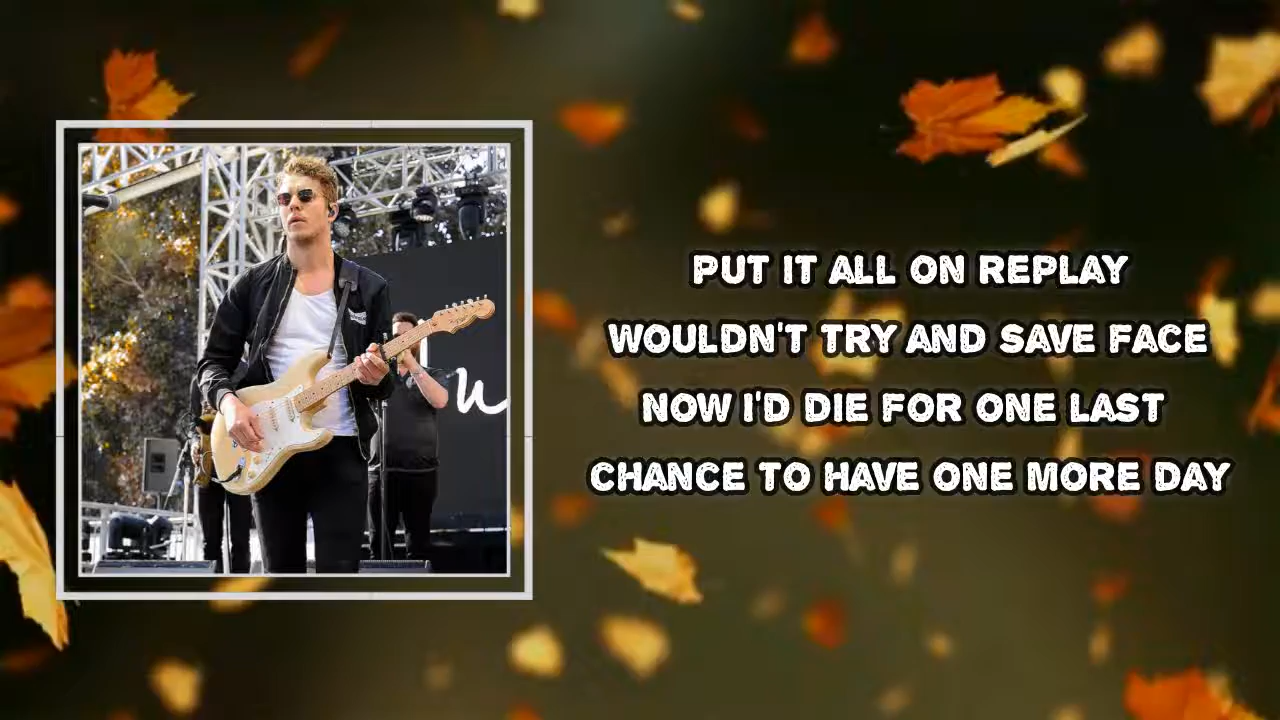 PUT IT ALL ON REPLAY
WOULDN'T TRY AND SAVE FACE
NOW I'D DIE FOR ONE LAST
CHANCE TO HAVE ONE MORE DAY